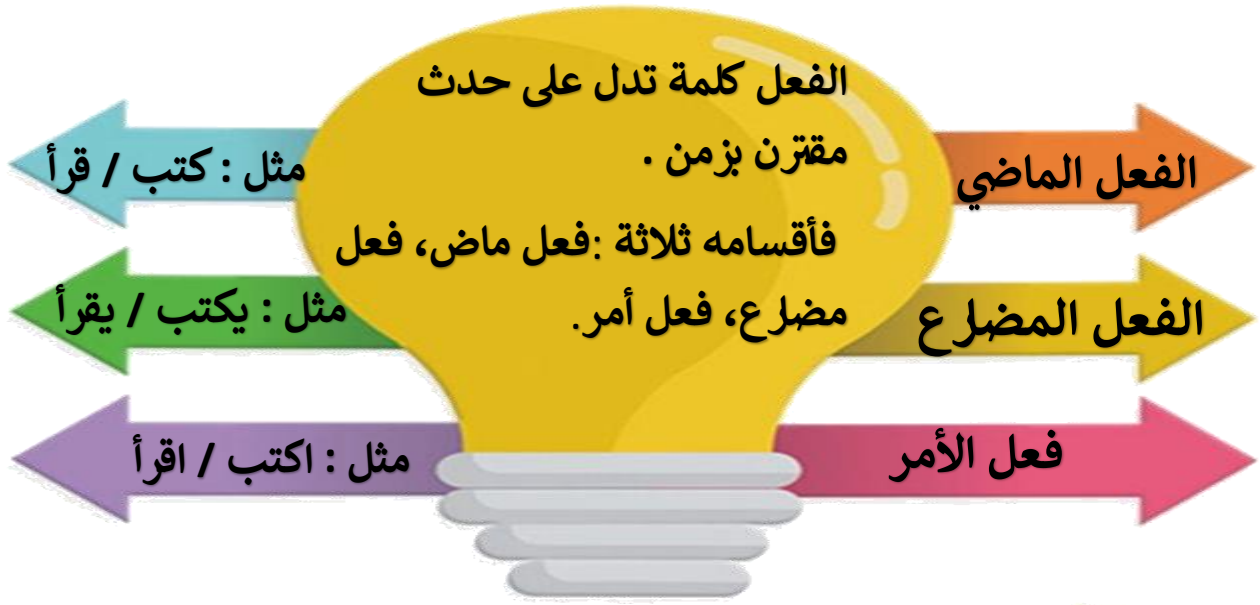 الفعل كلمة تدل على حدث
مقترن بزمن .
فأقسامه ثلاثة :فعل ماض، فعل
مضارع، فعل أمر.
الفعل الماضي
مثل : كتب / قرأ
الفعل المضارع
مثل : يكتب / يقرأ
فعل الأمر
مثل : اكتب / اقرأ